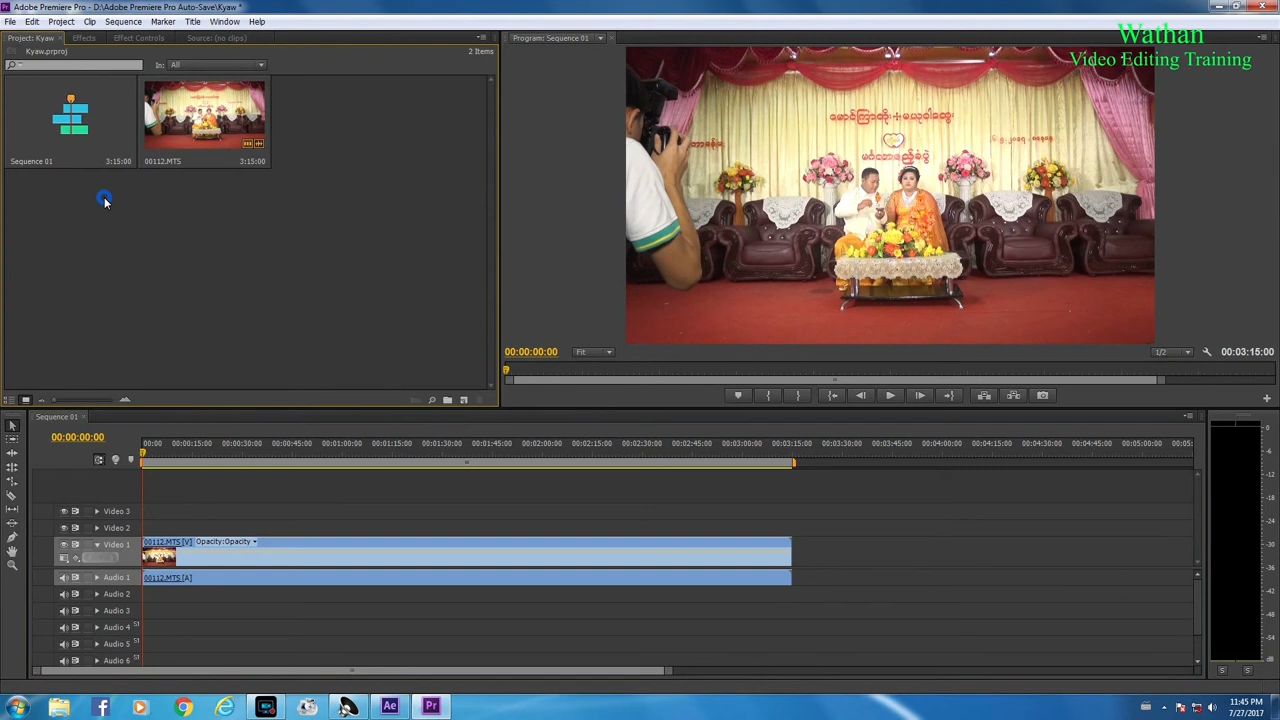 Adobe Premiere Pro - D:\Adobe Premiere Pro Auto-Save\Kyaw *
File Edit Project Clip Sequence Marker Title Window Help
Wathan
Video Editing Training
Project: Kyaw Effects Effect Controls Source: (no clips)
Program: Sequence 01
Kyaw.prproj
2 Items
In: All
Sequence 01 3:15:00
00112.MTS 3:15:00
00:00:00:00
Fit
1/2
00:03:15:00
Sequence 01
00:00:00:00
00:00 00:00:15:00 00:00:30:00 00:00:45:00 00:01:00:00 00:01:15:00 00:01:30:00 00:01:45:00 00:02:00:00 00:02:15:00 00:02:30:00 00:02:45:00 00:03:00:00 00:03:15:00 00:03:30:00 00:03:45:00 00:04:00:00 00:04:15:00 00:04:30:00 00:04:45:00 00:05:00:00
Video 3
Video 2
Video 1
00112.MTS [V] Opacity:Opacity
Audio 1
00112.MTS [A]
Audio 2
Audio 3
Audio 4
Audio 5
Audio 6
Ae
Pr
11:45 PM
7/27/2017